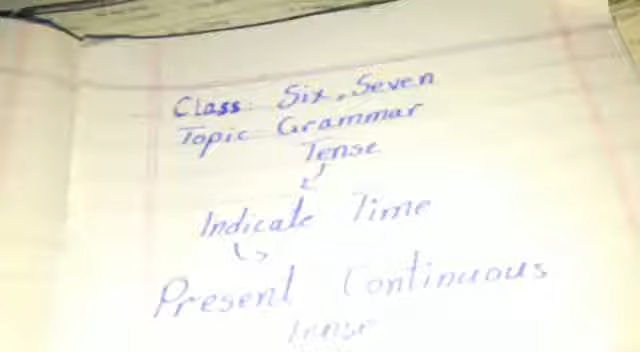 Class: Six, Seven
Topic: Grammar
Tense
Indicate Time
Present Continuous
Tense